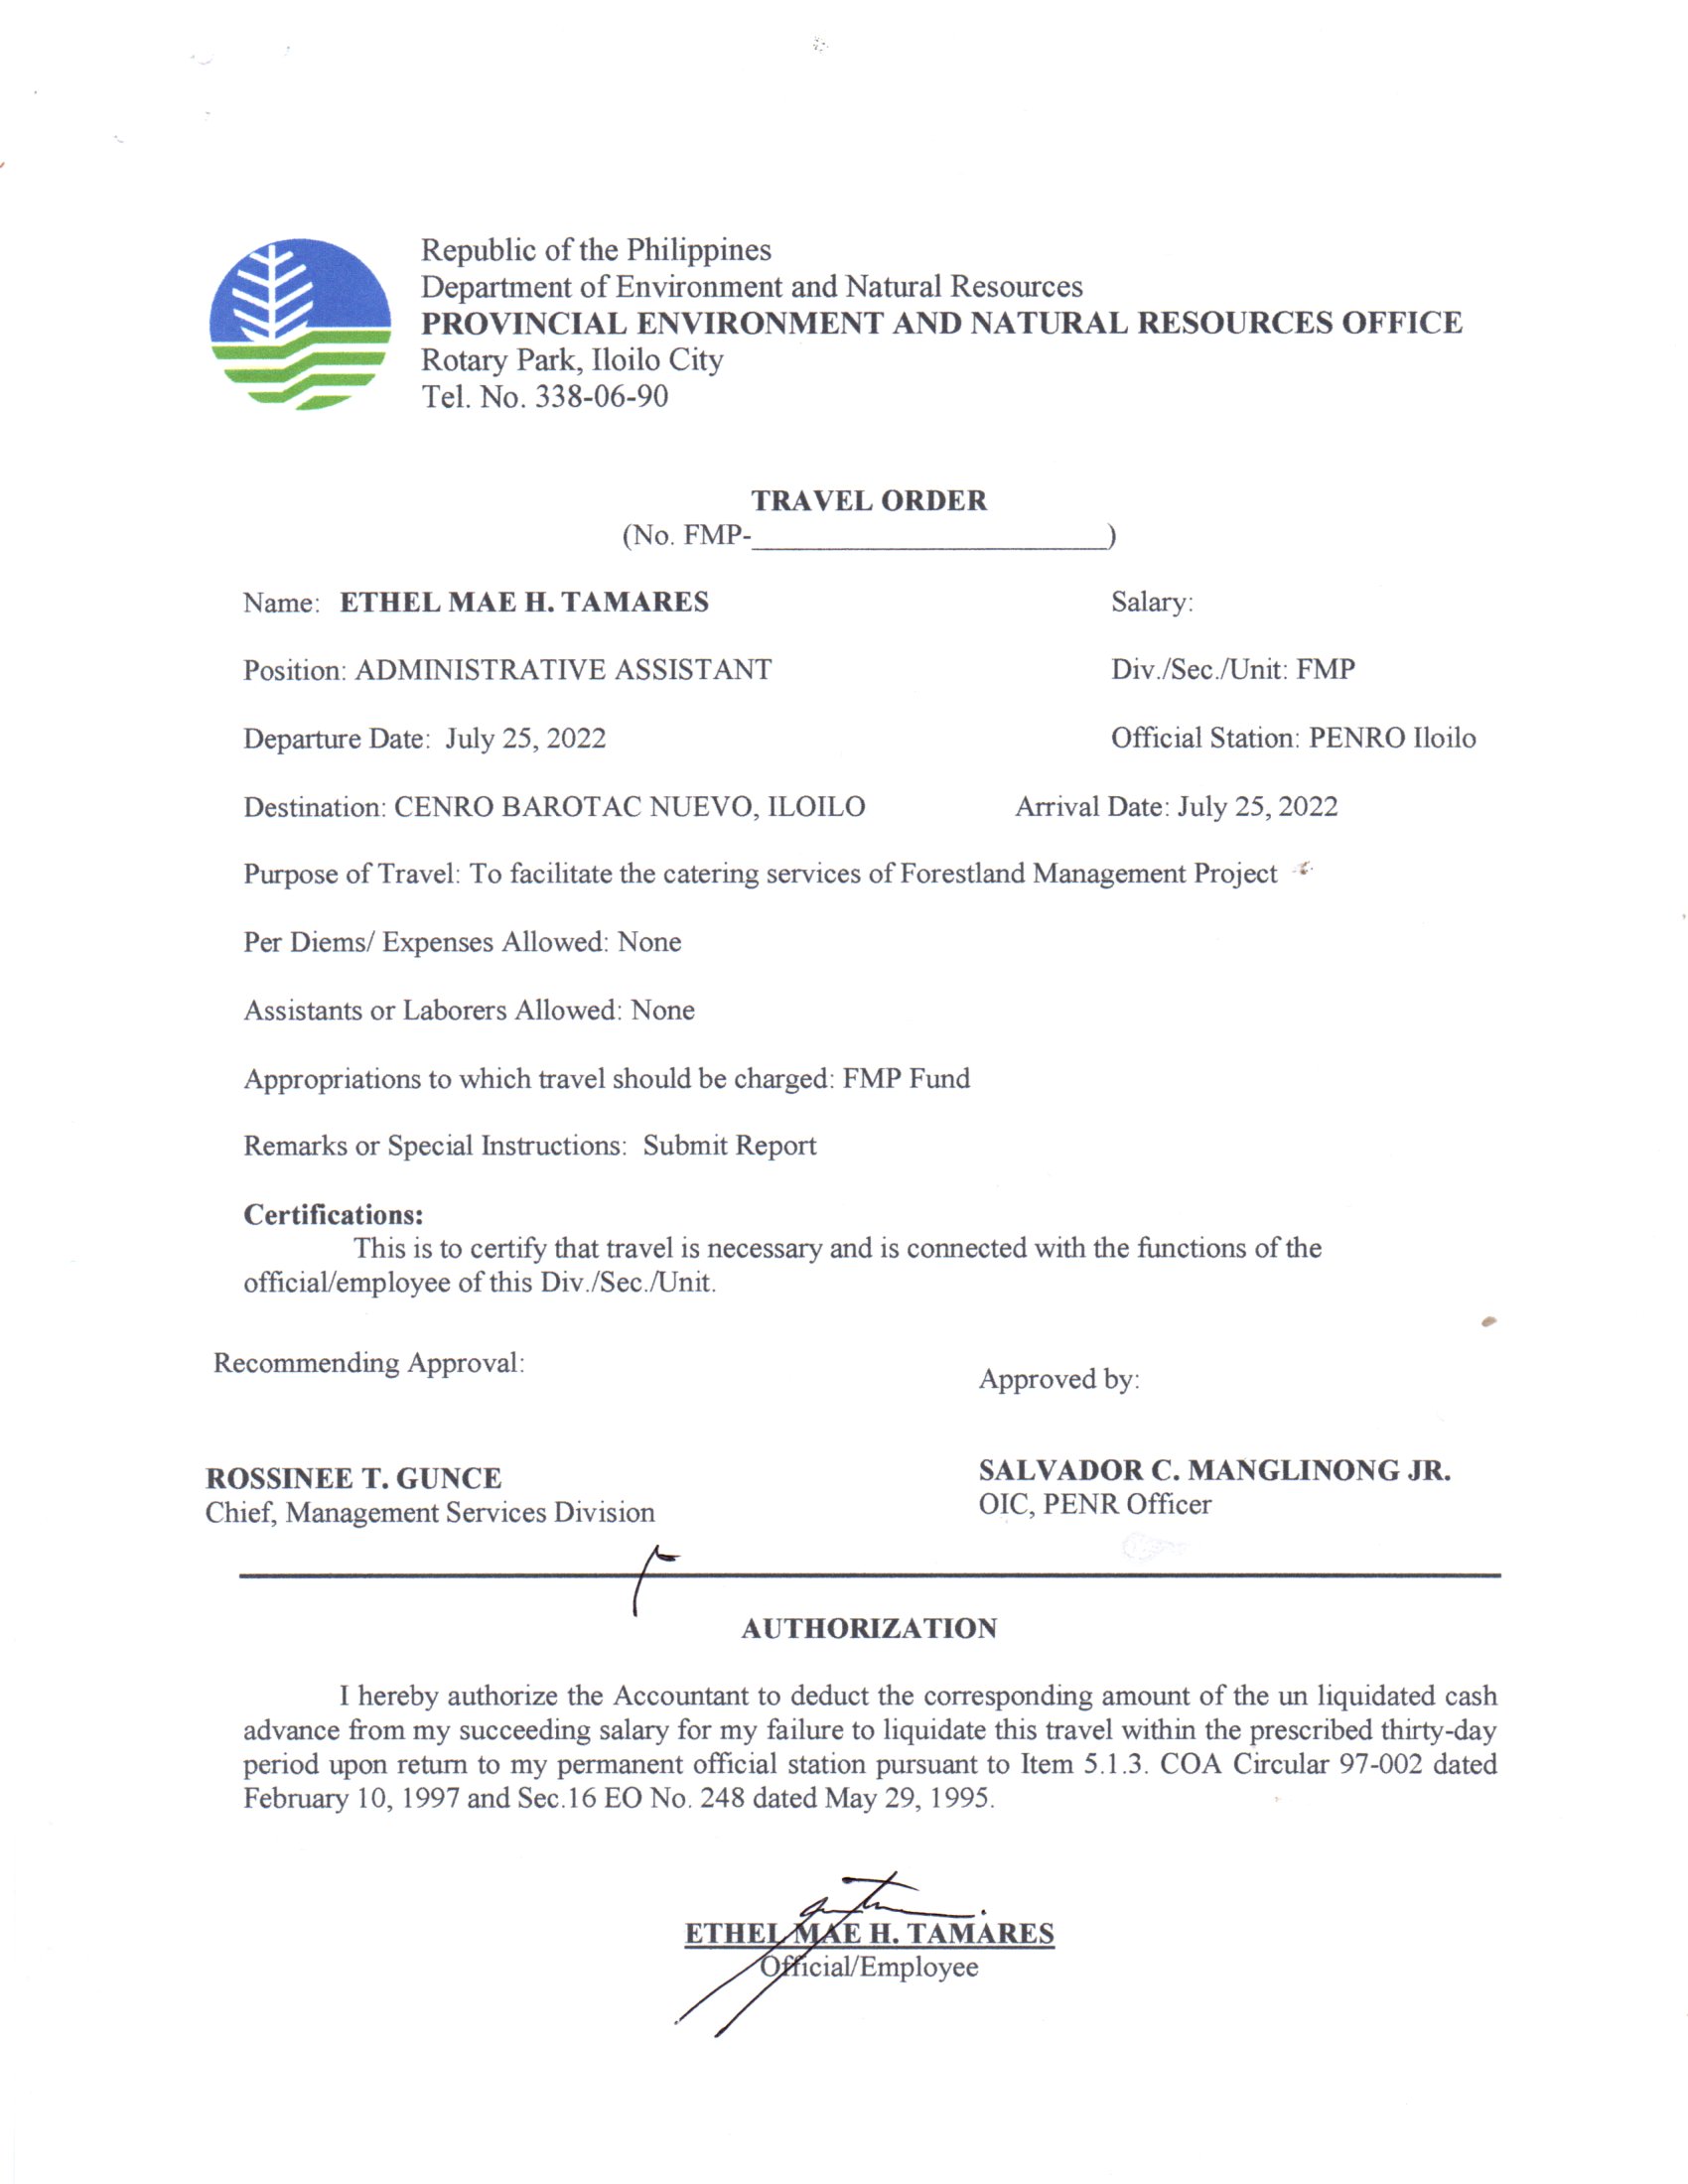 Republic of the Philippines
Department of Environment and Natural Resources
PROVINCIAL ENVIRONMENT AND NATURAL RESOURCES OFFICE
Rotary Park, Iloilo City
Tel. No. 338-06-90
TRAVEL ORDER
(No. FMP-____________________)
Name: ETHEL MAE H. TAMARES Salary:
Position: ADMINISTRATIVE ASSISTANT Div./Sec./Unit: FMP
Departure Date: July 25, 2022 Official Station: PENRO Iloilo
Destination: CENRO BAROTAC NUEVO, ILOILO Arrival Date: July 25, 2022
Purpose of Travel: To facilitate the catering services of Forestland Management Project
Per Diems/ Expenses Allowed: None
Assistants or Laborers Allowed: None
Appropriations to which travel should be charged: FMP Fund
Remarks or Special Instructions: Submit Report
Certifications:
This is to certify that travel is necessary and is connected with the functions of the
official/employee of this Div./Sec./Unit.
Recommending Approval:
Approved by:
ROSSINEE T. GUNCE
Chief, Management Services Division
SALVADOR C. MANGLINONG JR.
OIC, PENR Officer
AUTHORIZATION
I hereby authorize the Accountant to deduct the corresponding amount of the un liquidated cash
advance from my succeeding salary for my failure to liquidate this travel within the prescribed thirty-day
period upon return to my permanent official station pursuant to Item 5.1.3. COA Circular 97-002 dated
February 10, 1997 and Sec.16 EO No. 248 dated May 29, 1995.
ETHEL MAE H. TAMARES
Official/Employee